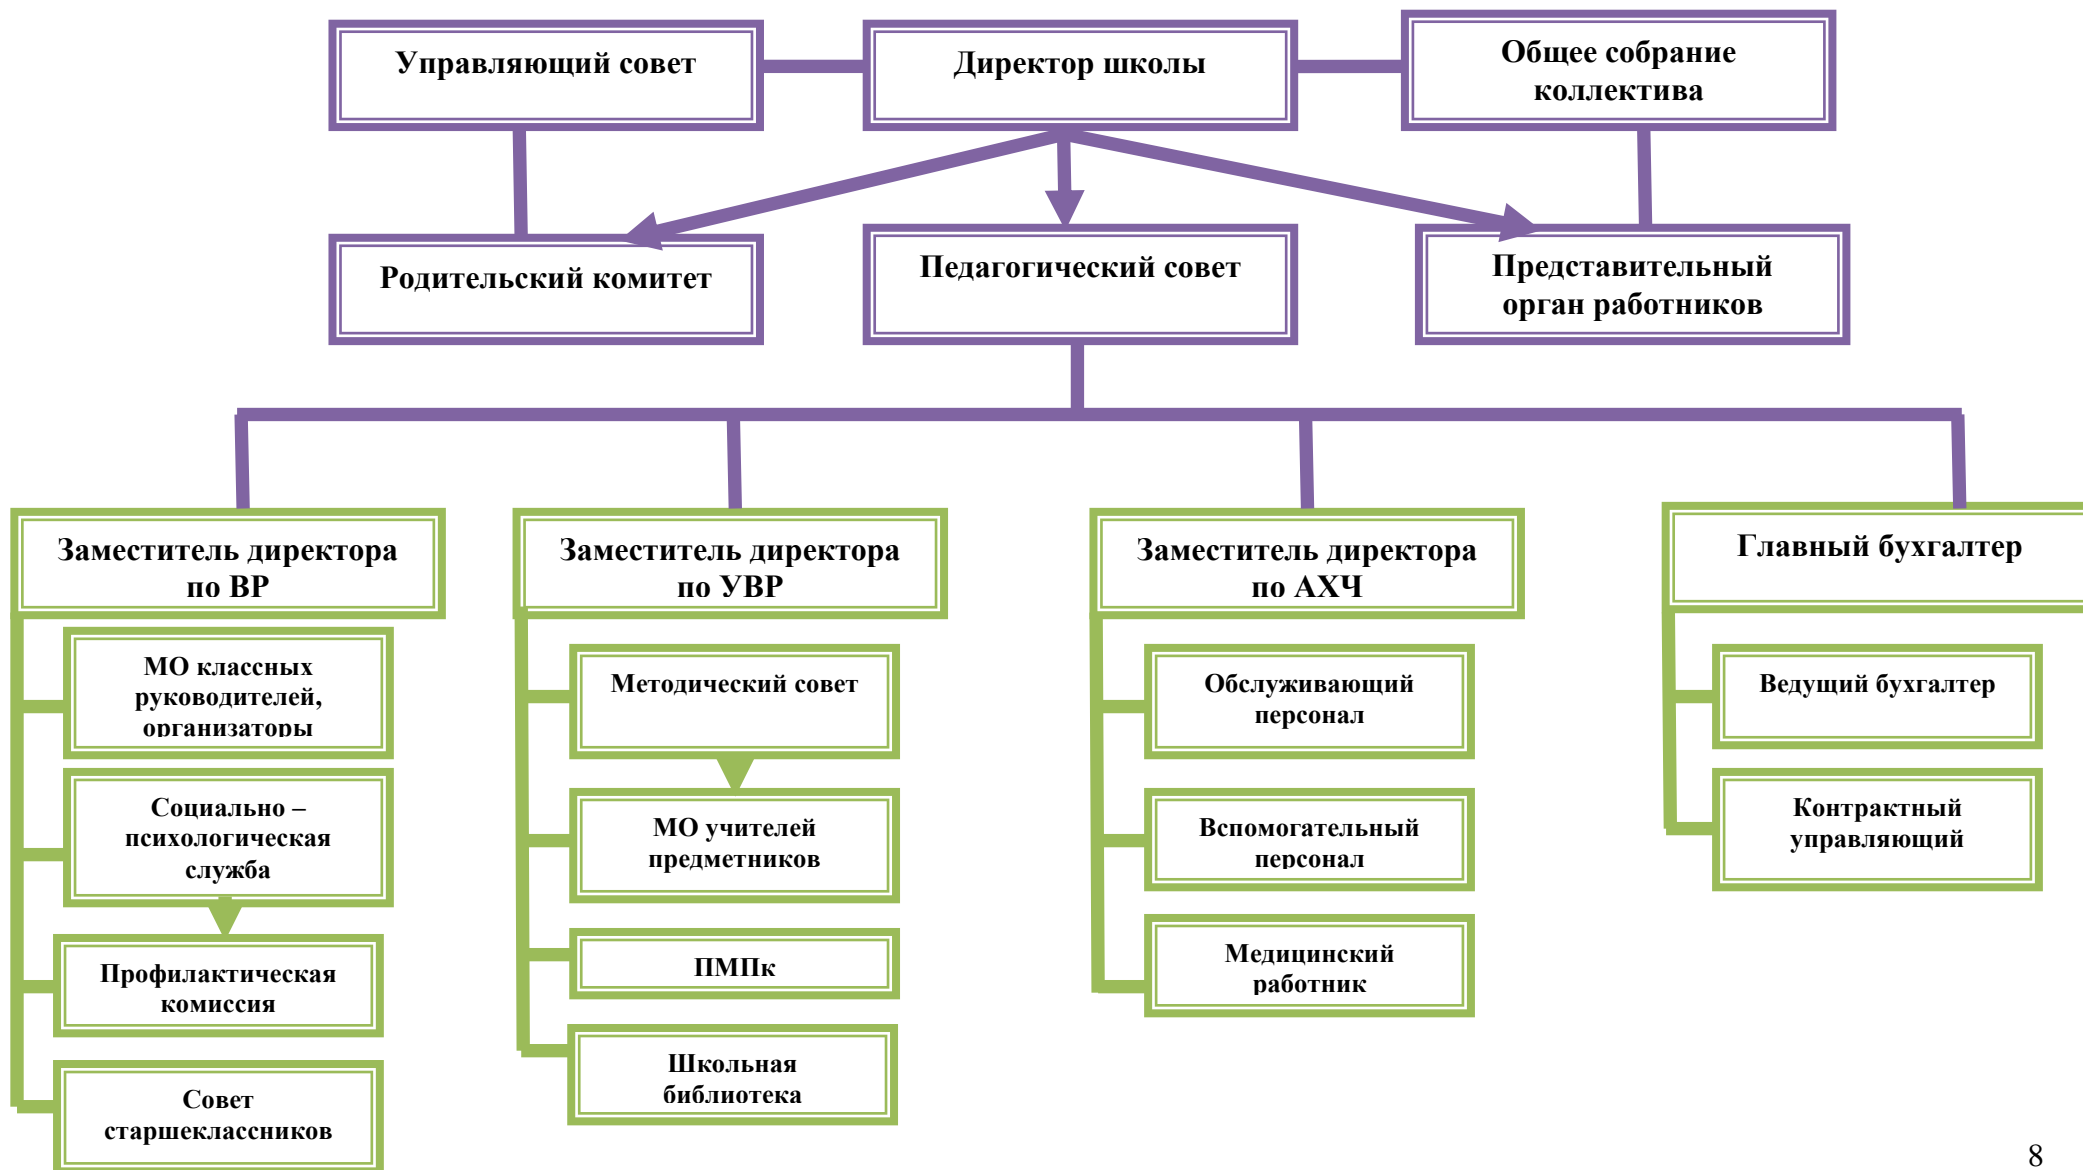 Управляющий совет
Директор школы
Общее собрание
коллектива
Родительский комитет
Педагогический совет
Представительный
орган работников
Заместитель директора
по ВР
Заместитель директора
по УВР
Заместитель директора
по АХЧ
Главный бухгалтер
МО классных
руководителей,
организаторы
Социально –
психологическая
служба
Профилактическая
комиссия
Совет
старшеклассников
Методический совет
МО учителей
предметников
ПМПк
Школьная
библиотека
Обслуживающий
персонал
Вспомогательный
персонал
Медицинский
работник
Ведущий бухгалтер
Контрактный
управляющий
8